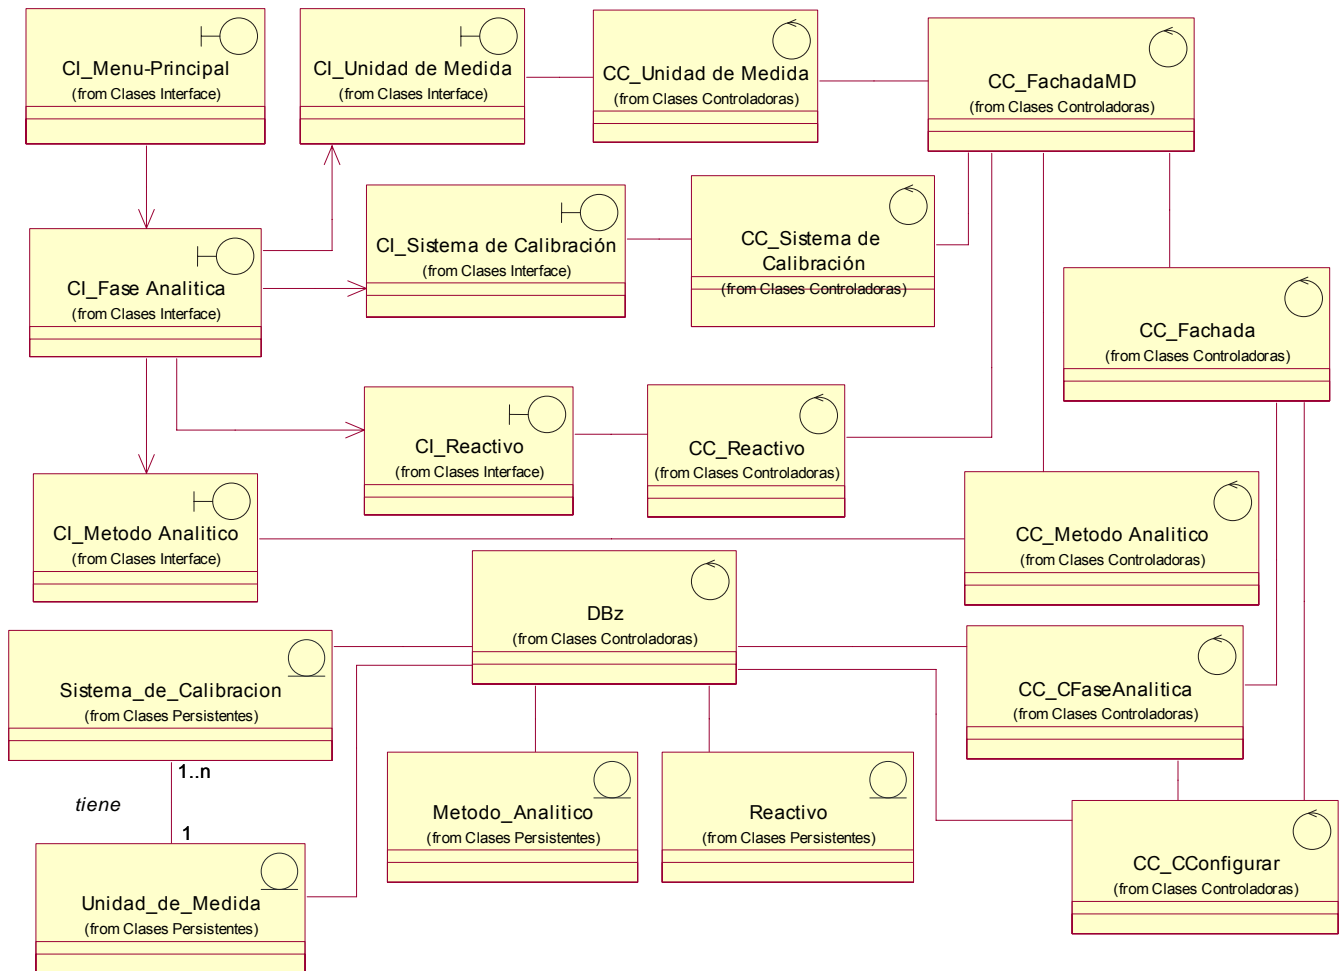 CI_Menu-Principal
(from Clases Interface)
CI_Unidad de Medida
(from Clases Interface)
CC_Unidad de Medida
(from Clases Controladoras)
CC_FachadaMD
(from Clases Controladoras)
CI_Fase Analitica
(from Clases Interface)
CI_Sistema de Calibración
(from Clases Interface)
CC_Sistema de
Calibración
(from Clases Controladoras)
CC_Fachada
(from Clases Controladoras)
CI_Reactivo
(from Clases Interface)
CC_Reactivo
(from Clases Controladoras)
CI_Metodo Analitico
(from Clases Interface)
CC_Metodo Analitico
(from Clases Controladoras)
DBz
(from Clases Controladoras)
Sistema_de_Calibracion
(from Clases Persistentes)
CC_CFaseAnalitica
(from Clases Controladoras)
1..n
tiene
1
Metodo_Analitico
(from Clases Persistentes)
Reactivo
(from Clases Persistentes)
CC_CConfigurar
(from Clases Controladoras)
Unidad_de_Medida
(from Clases Persistentes)